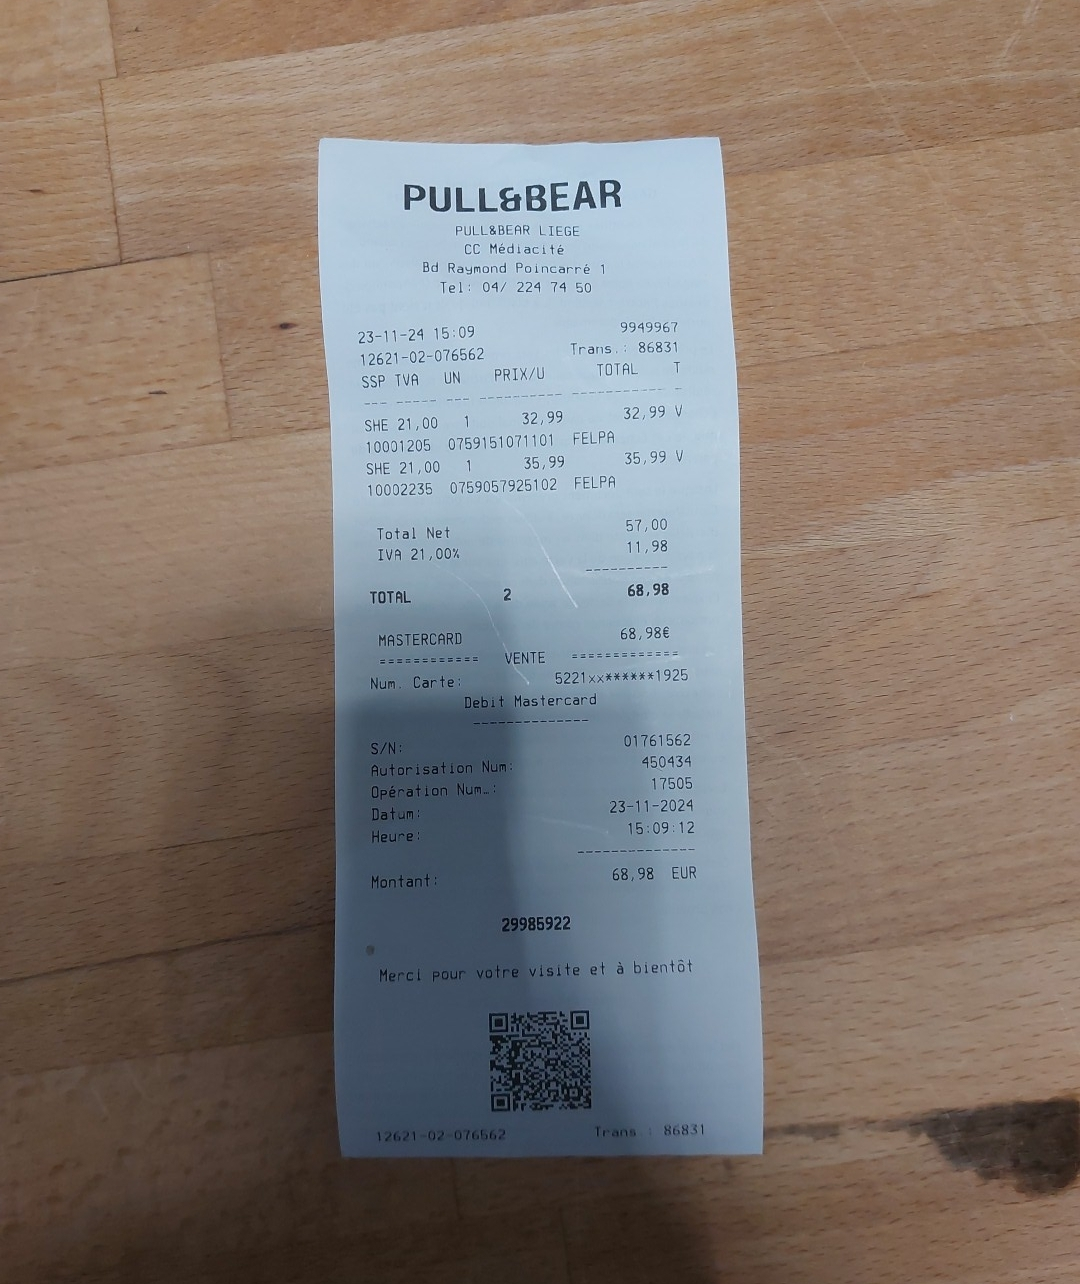 PULL&BEAR
PULL&BEAR LIEGE
CC Médiacité
Bd Raymond Poincarré 1
Tel: 04/ 224 74 50
23-11-24 15:09 9949967
12621-02-076562 Trans.: 86831
SSP TVA UN PRIX/U TOTAL T
--- ----- --- ---------- ----------- -
SHE 21,00 1 32,99 32,99 V
10001205 0759151071101 FELPA
SHE 21,00 1 35,99 35,99 V
10002235 0759057925102 FELPA
Total Net 57,00
IVA 21,00% 11,98
----------
TOTAL 2 68,98
MASTERCARD 68,98€
============ VENTE =============
Num. Carte: 5221xx******1925
Debit Mastercard
--------------
S/N: 01761562
Autorisation Num: 450434
Opération Num.: 17505
Datum: 23-11-2024
Heure: 15:09:12
--------------
Montant: 68,98 EUR
29985922
Merci pour votre visite et à bientôt
12621-02-076562 Trans.: 86831